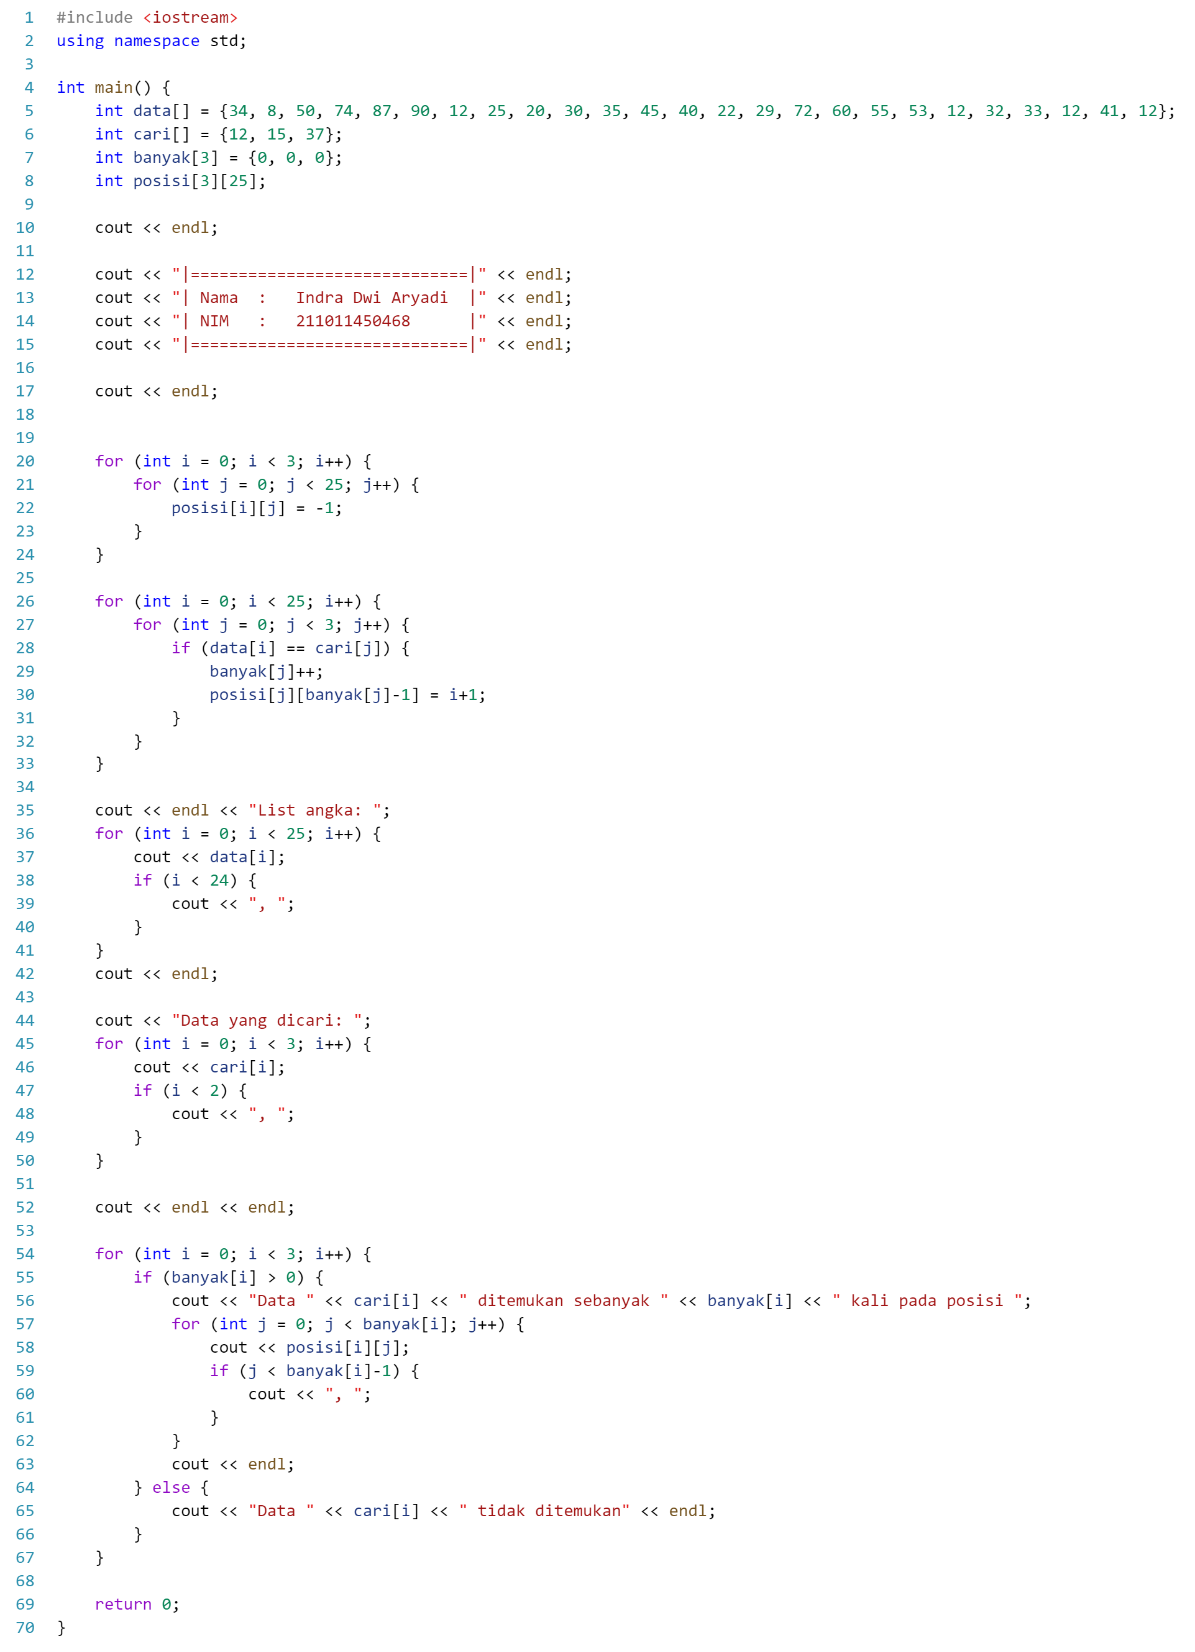 1 #include <iostream>
2 using namespace std;
3
4 int main() {
5     int data[] = {34, 8, 50, 74, 87, 90, 12, 25, 20, 30, 35, 45, 40, 22, 29, 72, 60, 55, 53, 12, 32, 33, 12, 41, 12};
6     int cari[] = {12, 15, 37};
7     int banyak[3] = {0, 0, 0};
8     int posisi[3][25];
9
10     cout << endl;
11
12     cout << "|=============================|" << endl;
13     cout << "| Nama  :   Indra Dwi Aryadi  |" << endl;
14     cout << "| NIM   :   211011450468      |" << endl;
15     cout << "|=============================|" << endl;
16
17     cout << endl;
18
19
20     for (int i = 0; i < 3; i++) {
21         for (int j = 0; j < 25; j++) {
22             posisi[i][j] = -1;
23         }
24     }
25
26     for (int i = 0; i < 25; i++) {
27         for (int j = 0; j < 3; j++) {
28             if (data[i] == cari[j]) {
29                 banyak[j]++;
30                 posisi[j][banyak[j]-1] = i+1;
31             }
32         }
33     }
34
35     cout << endl << "List angka: ";
36     for (int i = 0; i < 25; i++) {
37         cout << data[i];
38         if (i < 24) {
39             cout << ", ";
40         }
41     }
42     cout << endl;
43
44     cout << "Data yang dicari: ";
45     for (int i = 0; i < 3; i++) {
46         cout << cari[i];
47         if (i < 2) {
48             cout << ", ";
49         }
50     }
51
52     cout << endl << endl;
53
54     for (int i = 0; i < 3; i++) {
55         if (banyak[i] > 0) {
56             cout << "Data " << cari[i] << " ditemukan sebanyak " << banyak[i] << " kali pada posisi ";
57             for (int j = 0; j < banyak[i]; j++) {
58                 cout << posisi[i][j];
59                 if (j < banyak[i]-1) {
60                     cout << ", ";
61                 }
62             }
63             cout << endl;
64         } else {
65             cout << "Data " << cari[i] << " tidak ditemukan" << endl;
66         }
67     }
68
69     return 0;
70 }